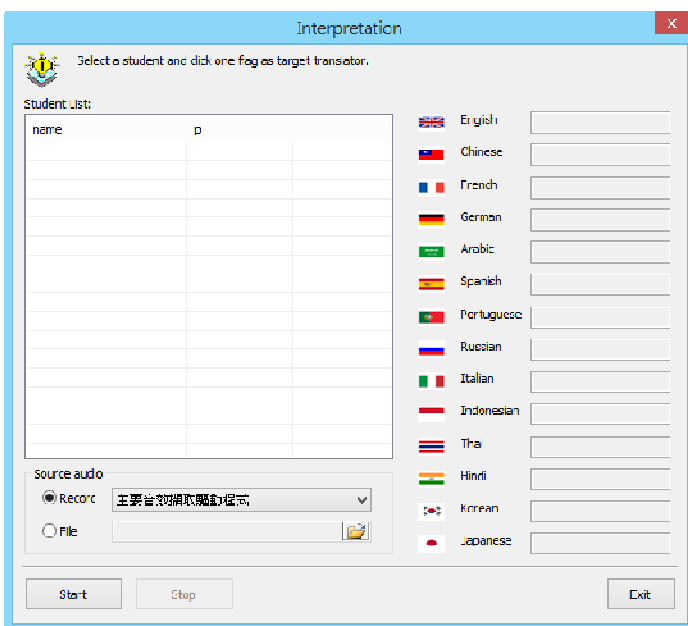 Interpretation
x
Select a student and click one flag as target translator.
Student List:
name
p
English
Chinese
French
German
Arabic
Spanish
Portuguese
Russian
Italian
Indonesian
Thai
Hindi
Korean
Japanese
Source audio
Record
主要音效擷取驅動程式
File
Start
Stop
Exit